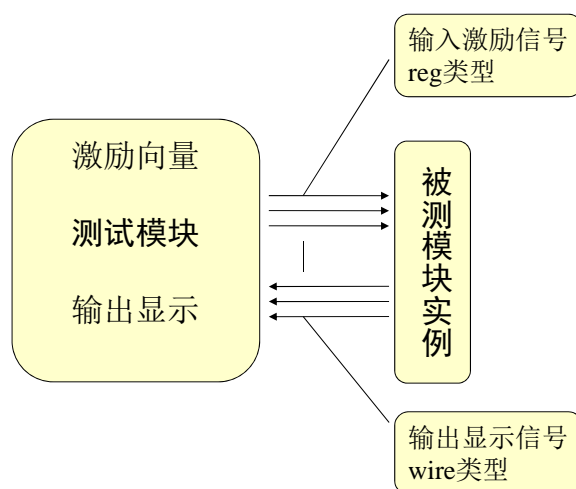 输入激励信号
reg类型
激励向量
测试模块
输出显示
被测模块实例
输出显示信号
wire类型